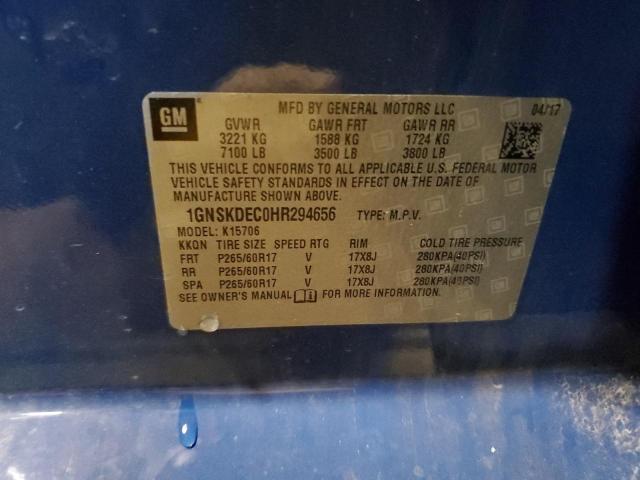 GM
MFD BY GENERAL MOTORS LLC 04/17
GVWR GAWR FRT GAWR RR
3221 KG 1588 KG 1724 KG
7100 LB 3500 LB 3800 LB
THIS VEHICLE CONFORMS TO ALL APPLICABLE U.S. FEDERAL MOTOR
VEHICLE SAFETY STANDARDS IN EFFECT ON THE DATE OF
MANUFACTURE SHOWN ABOVE.
1GNSKDEC0HR294656 TYPE: M.P.V.
MODEL: K15706
KKQN TIRE SIZE SPEED RTG RIM COLD TIRE PRESSURE
FRT P265/60R17 V 17X8J 280KPA(40PSI)
RR P265/60R17 V 17X8J 280KPA(40PSI)
SPA P265/60R17 V 17X8J 280KPA(40PSI)
SEE OWNER'S MANUAL FOR MORE INFORMATION.